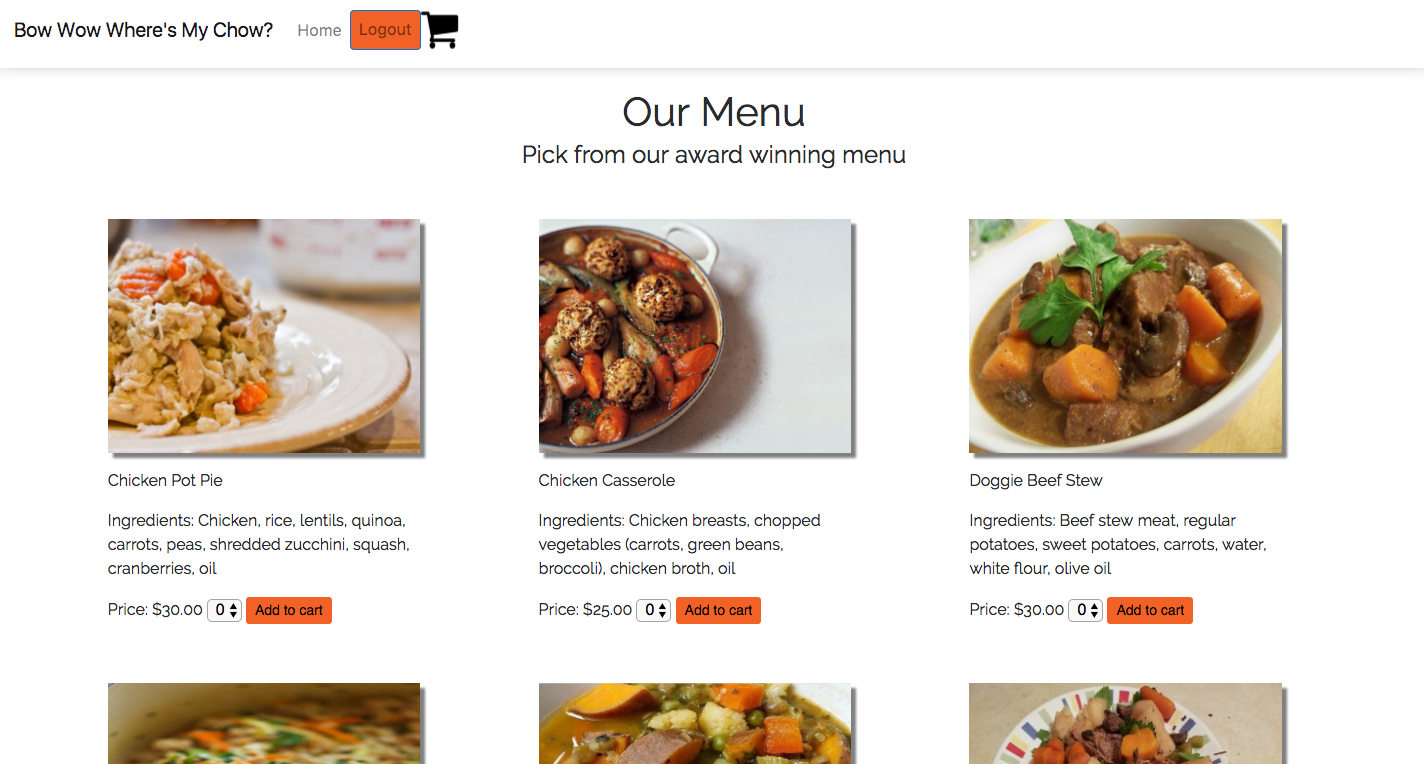 Bow Wow Where's My Chow? Home Logout
Our Menu
Pick from our award winning menu
Chicken Pot Pie
Ingredients: Chicken, rice, lentils, quinoa,
carrots, peas, shredded zucchini, squash,
cranberries, oil
Price: $30.00 0 Add to cart
Chicken Casserole
Ingredients: Chicken breasts, chopped
vegetables (carrots, green beans,
broccoli), chicken broth, oil
Price: $25.00 0 Add to cart
Doggie Beef Stew
Ingredients: Beef stew meat, regular
potatoes, sweet potatoes, carrots, water,
white flour, olive oil
Price: $30.00 0 Add to cart